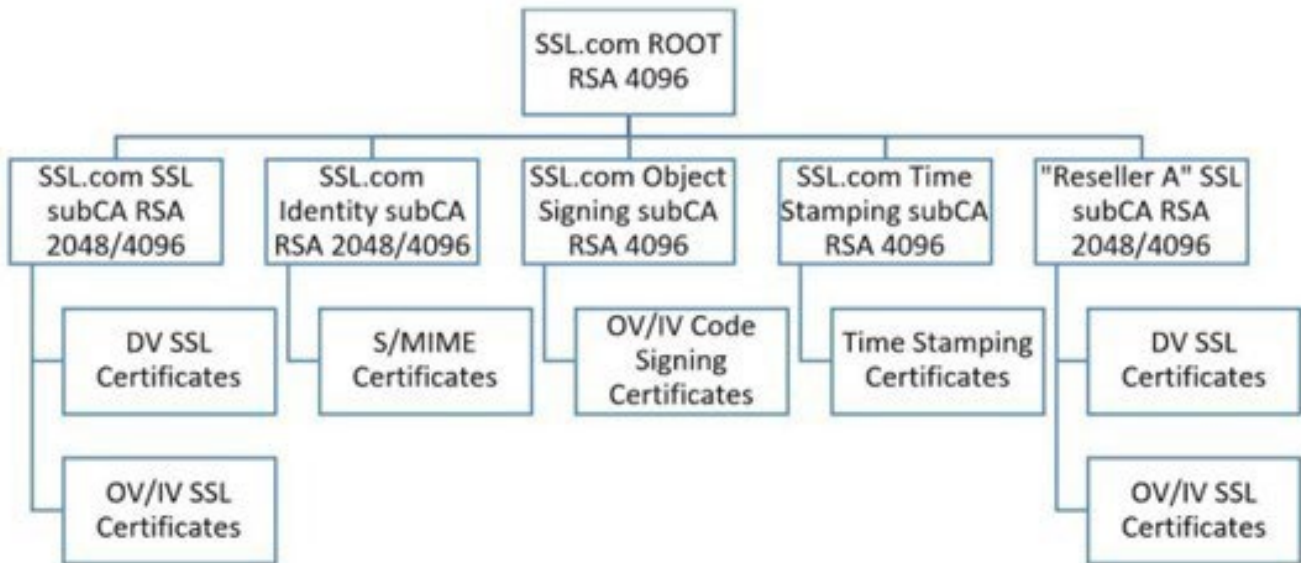 SSL.com ROOT
RSA 4096
SSL.com SSL
subCA RSA
2048/4096
SSL.com
Identity subCA
RSA 2048/4096
SSL.com Object
Signing subCA
RSA 4096
SSL.com Time
Stamping subCA
RSA 4096
"Reseller A" SSL
subCA RSA
2048/4096
DV SSL
Certificates
S/MIME
Certificates
OV/IV Code
Signing
Certificates
Time Stamping
Certificates
DV SSL
Certificates
OV/IV SSL
Certificates
OV/IV SSL
Certificates